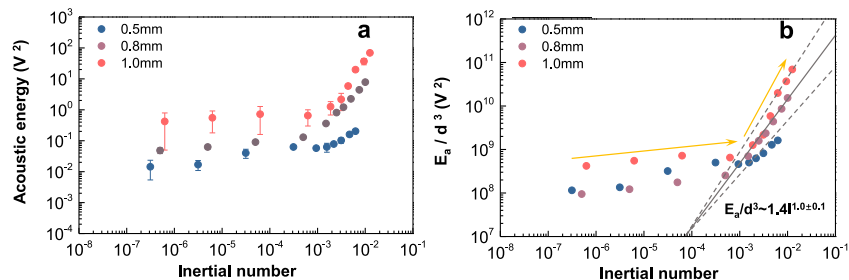 a
0.5mm
0.8mm
1.0mm
Acoustic energy (V ²)
10³
10²
10¹
10⁰
10⁻¹
10⁻²
10⁻³
10⁻⁴
10⁻⁸ 10⁻⁷ 10⁻⁶ 10⁻⁵ 10⁻⁴ 10⁻³ 10⁻² 10⁻¹
Inertial number
b
0.5mm
0.8mm
1.0mm
Eₐ / d ³ (V ²)
10¹²
10¹¹
10¹⁰
10⁹
10⁸
10⁷
Eₐ/d³~1.4I¹·⁰±⁰·¹
10⁻⁸ 10⁻⁷ 10⁻⁶ 10⁻⁵ 10⁻⁴ 10⁻³ 10⁻² 10⁻¹
Inertial number